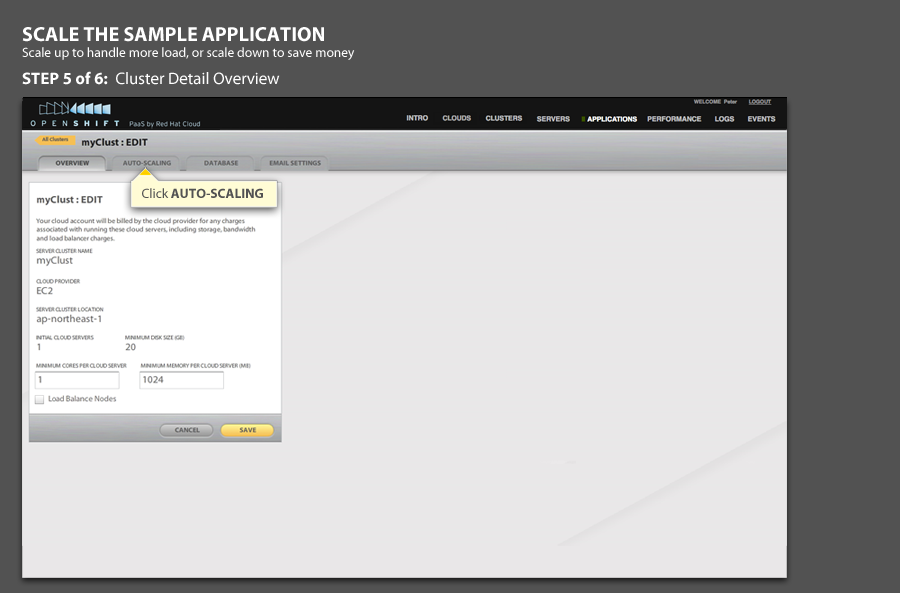 SCALE THE SAMPLE APPLICATION
Scale up to handle more load, or scale down to save money
STEP 5 of 6: Cluster Detail Overview
WELCOME Peter LOGOUT
OPENSHIFT PaaS by Red Hat Cloud
INTRO CLOUDS CLUSTERS SERVERS APPLICATIONS PERFORMANCE LOGS EVENTS
All Clusters myClust : EDIT
OVERVIEW AUTO-SCALING DATABASE EMAIL SETTINGS
Click AUTO-SCALING
myClust : EDIT
Your cloud account will be billed by the cloud provider for any charges
associated with running these cloud servers, including storage, bandwidth
and load balancer charges.
SERVER CLUSTER NAME
myClust
CLOUD PROVIDER
EC2
SERVER CLUSTER LOCATION
ap-northeast-1
INITIAL CLOUD SERVERS MINIMUM DISK SIZE (GB)
1 20
MINIMUM CORES PER CLOUD SERVER MINIMUM MEMORY PER CLOUD SERVER (MB)
1 1024
Load Balance Nodes
CANCEL SAVE